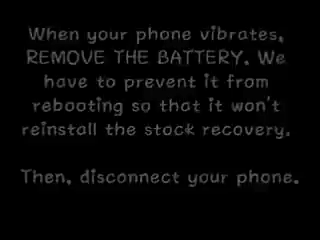 When your phone vibrates,
REMOVE THE BATTERY. We
have to prevent it from
rebooting so that it won't
reinstall the stock recovery.
Then, disconnect your phone.